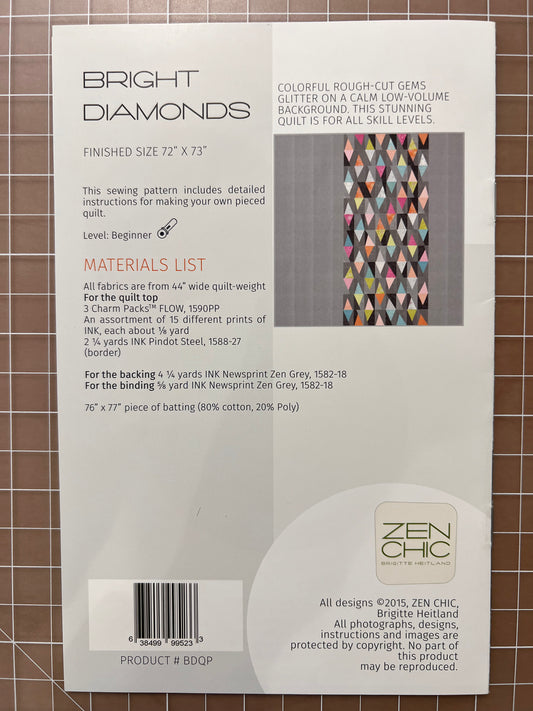 BRIGHT
DIAMONDS
FINISHED SIZE 72” X 73”
COLORFUL ROUGH-CUT GEMS
GLITTER ON A CALM LOW-VOLUME
BACKGROUND. THIS STUNNING
QUILT IS FOR ALL SKILL LEVELS.
This sewing pattern includes detailed
instructions for making your own pieced
quilt.
Level: Beginner
MATERIALS LIST
All fabrics are from 44” wide quilt-weight
For the quilt top
3 Charm Packs™ FLOW, 1590PP
An assortment of 15 different prints of
INK, each about ⅛ yard
2 ¼ yards INK Pindot Steel, 1588-27
(border)
For the backing 4 ¼ yards INK Newsprint Zen Grey, 1582-18
For the binding ⅝ yard INK Newsprint Zen Grey, 1582-18
76” x 77” piece of batting (80% cotton, 20% Poly)
ZEN
CHIC
BRIGITTE HEITLAND
All designs ©2015, ZEN CHIC,
Brigitte Heitland
All photographs, designs,
instructions and images are
protected by copyright. No part of
this product
may be reproduced.
6 38499 99523 3
PRODUCT # BDQP